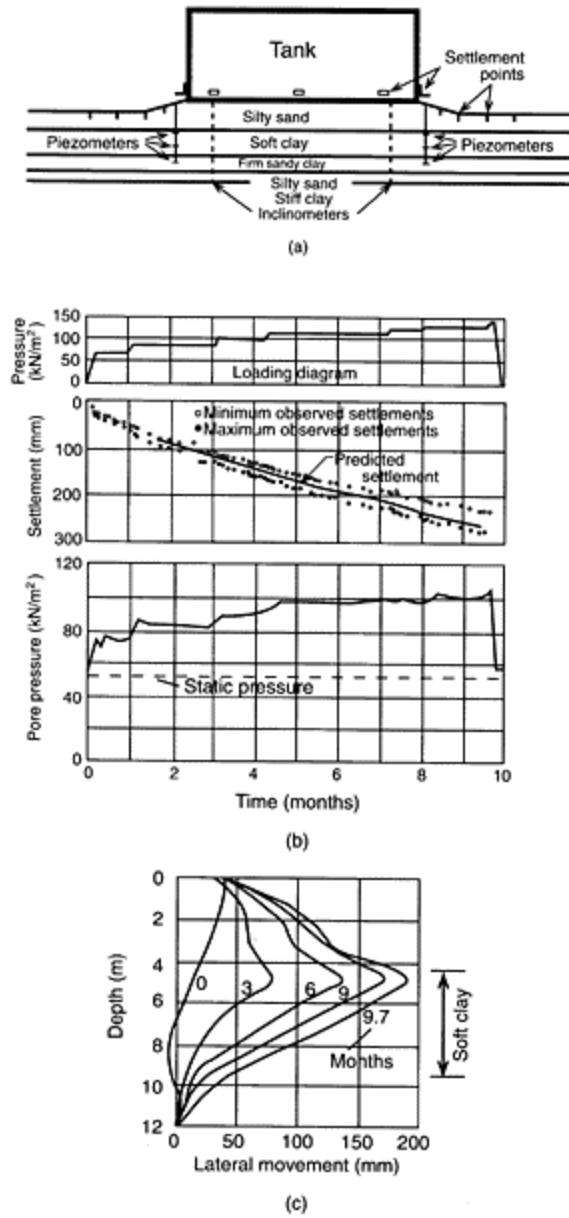 Tank
Settlement
points
Silty sand
Piezometers
Soft clay
Piezometers
Firm sandy clay
Silty sand
Stiff clay
Inclinometers
(a)
Pressure
(kN/m²)
150
100
50
0
Loading diagram
Settlement (mm)
0
100
200
300
Minimum observed settlements
Maximum observed settlements
Predicted
settlement
Pore pressure (kN/m²)
120
80
40
0
Static pressure
0 2 4 6 8 10
Time (months)
(b)
Depth (m)
0
2
4
6
8
10
12
0 3 6 9
9.7
Months
Soft clay
0 50 100 150 200
Lateral movement (mm)
(c)